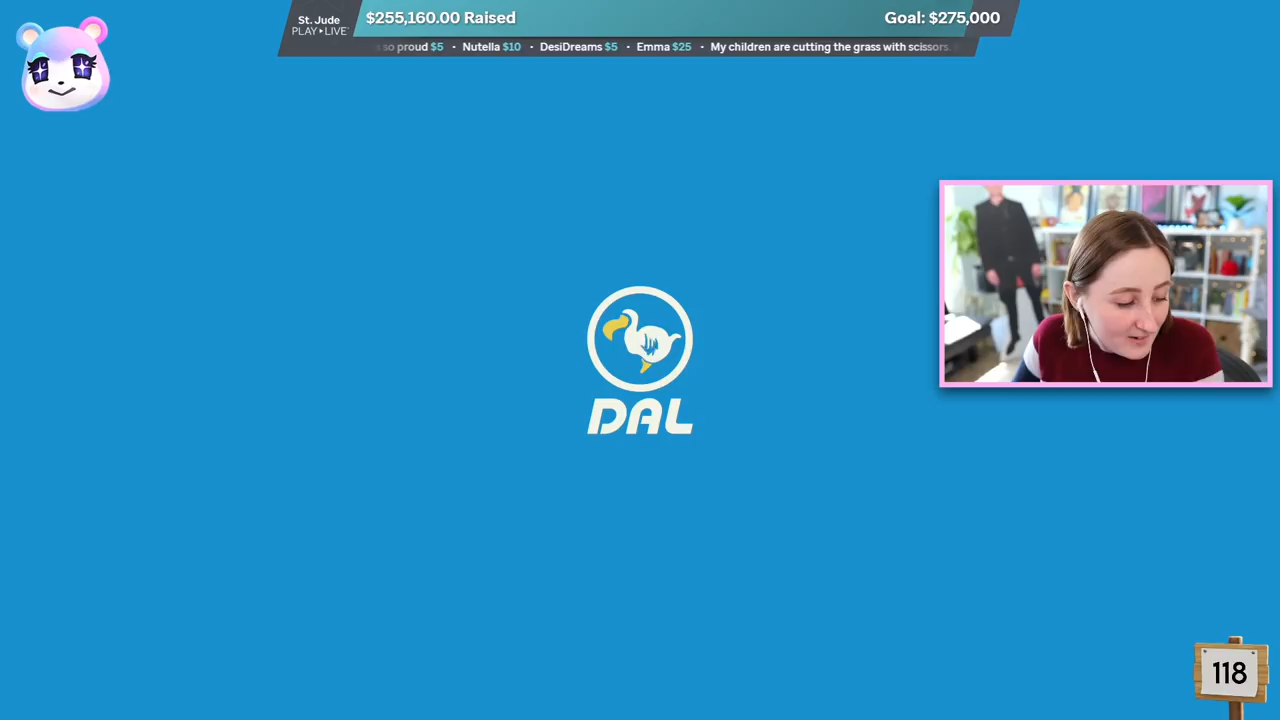 St. Jude
PLAY LIVE
$255,160.00 Raised
Goal: $275,000
so proud $5 · Nutella $10 · DesiDreams $5 · Emma $25 · My children are cutting the grass with scissors.
DAL
118